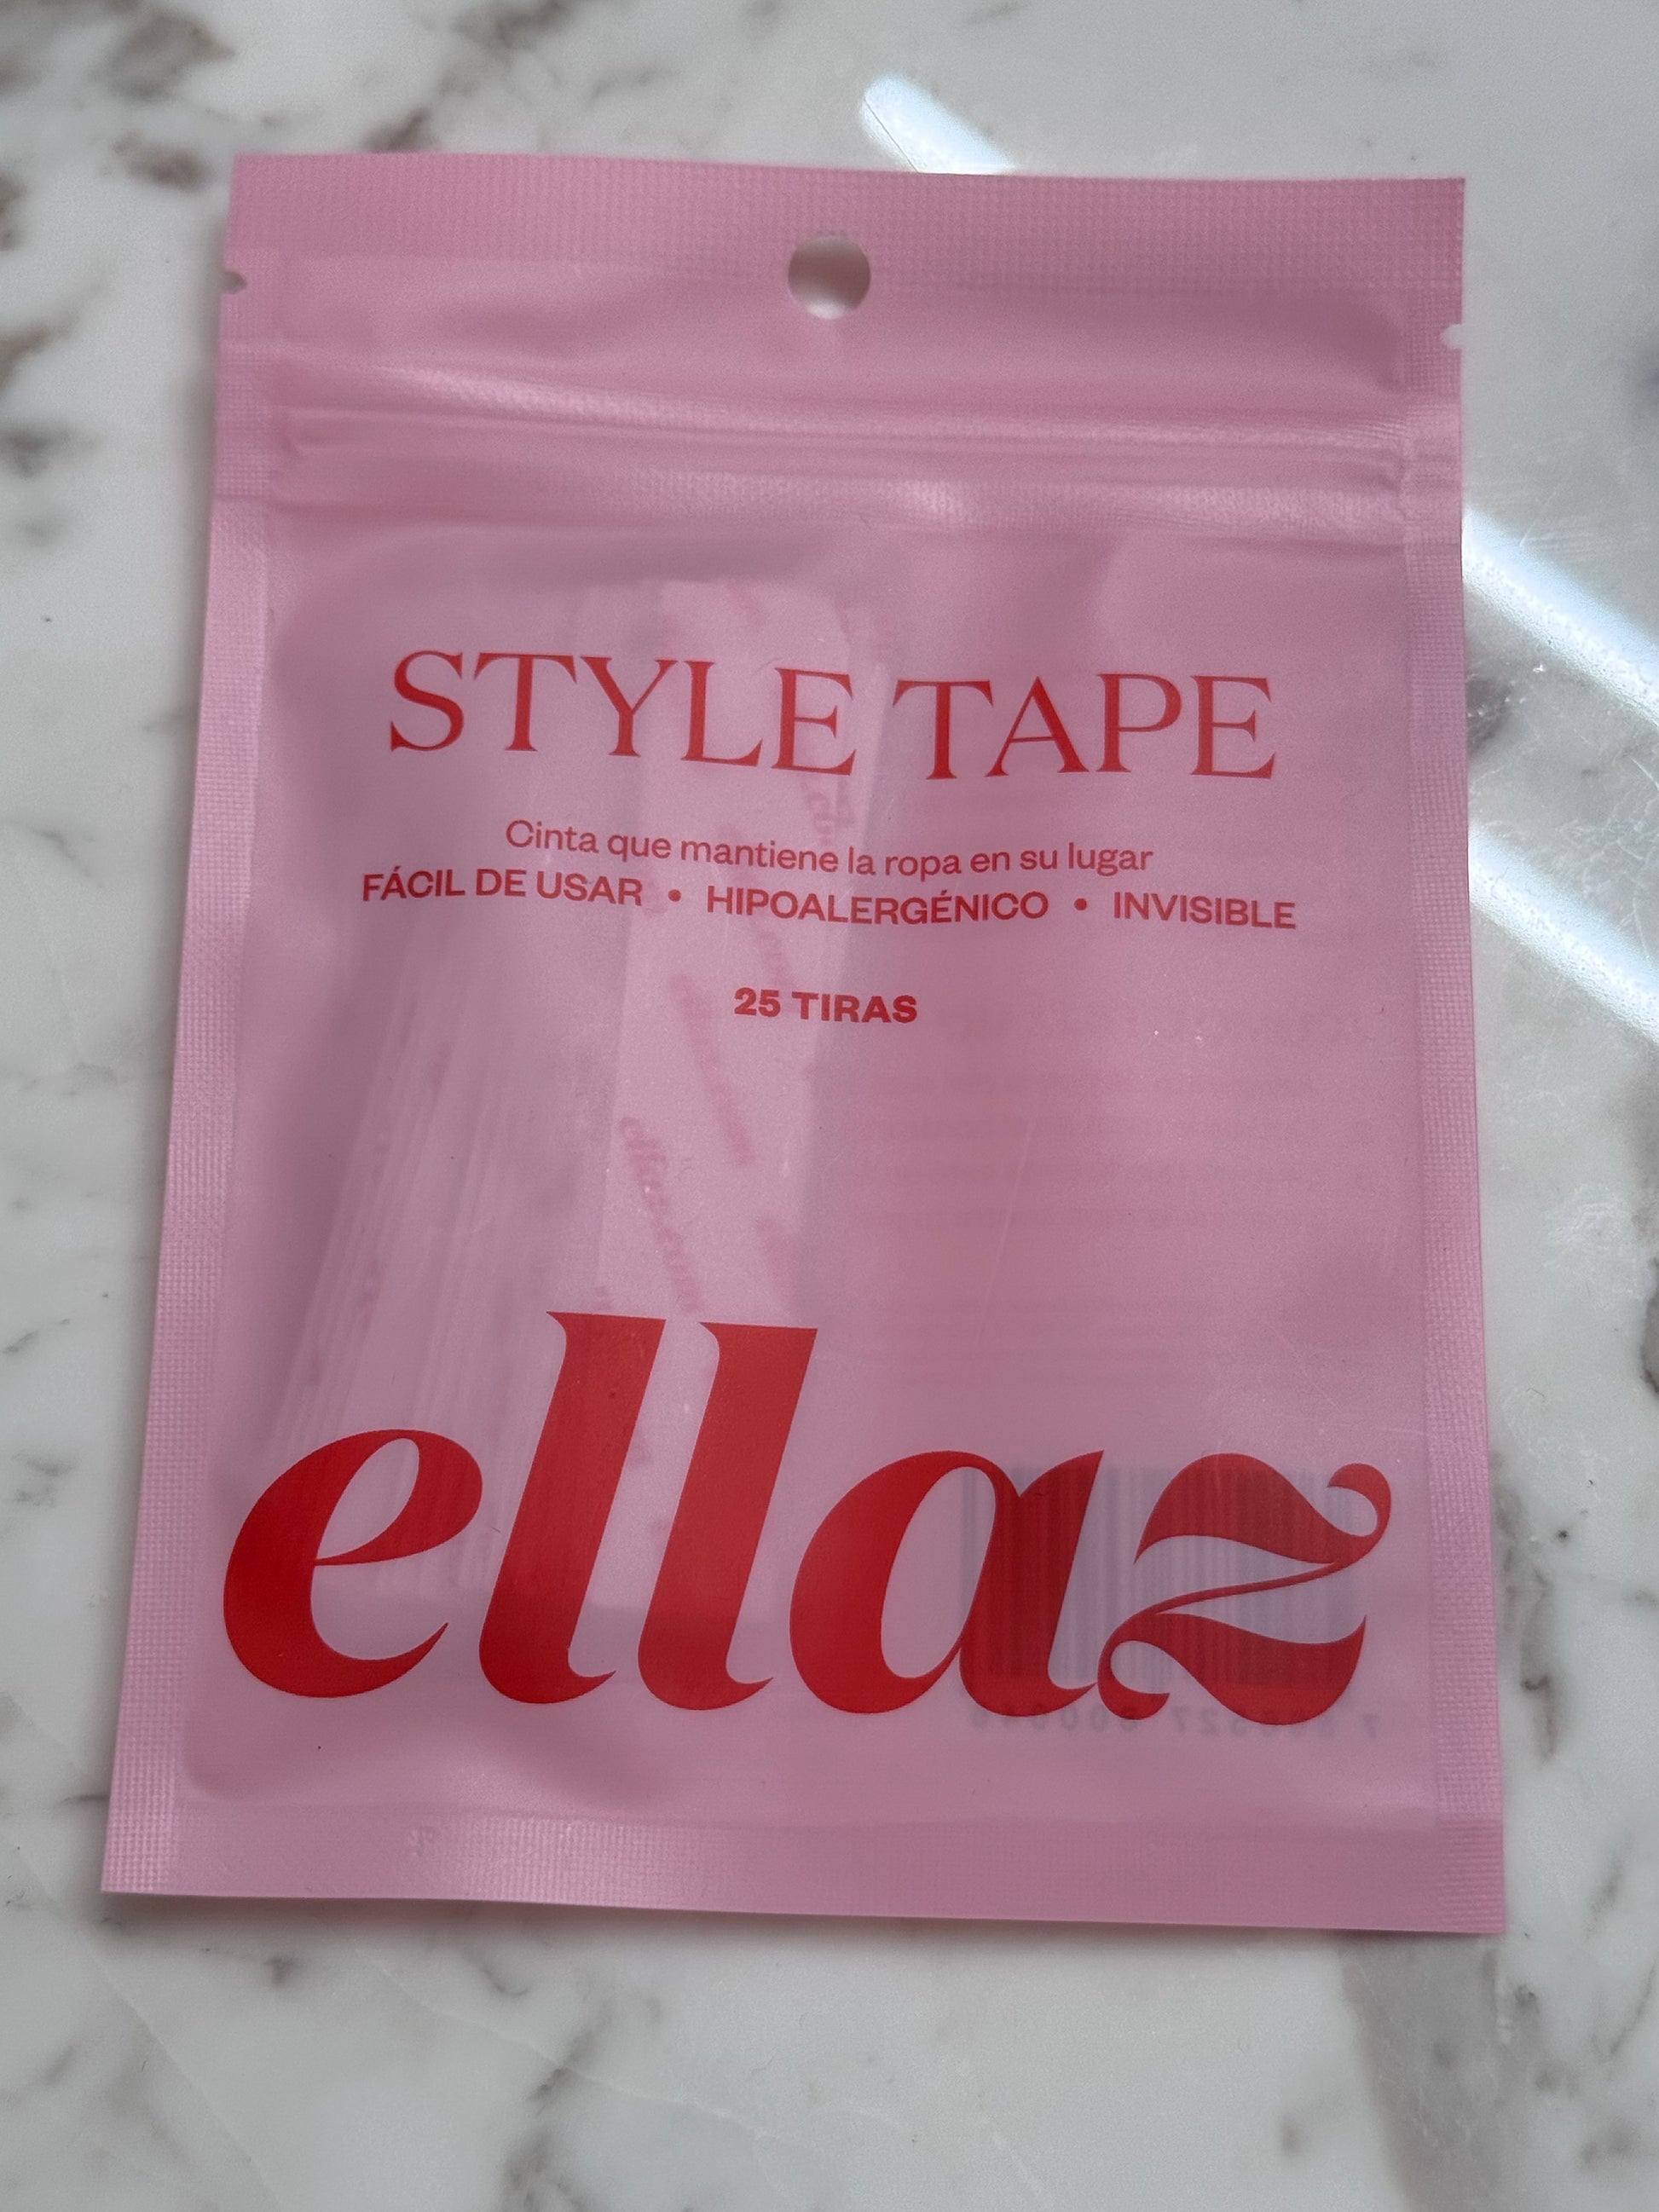 STYLE TAPE
Cinta que mantiene la ropa en su lugar
FÁCIL DE USAR • HIPOALERGÉNICO • INVISIBLE
25 TIRAS
ellaz